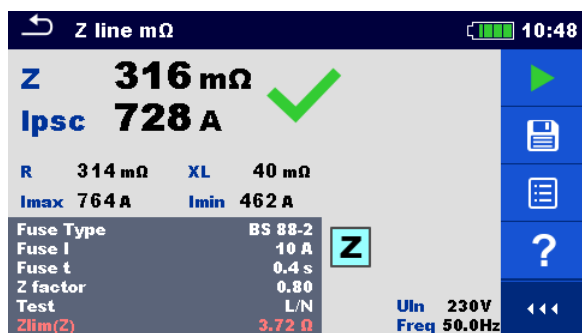 Z line mΩ 10:48
Z 316 mΩ
Ipsc 728 A
R 314 mΩ XL 40 mΩ
Imax 764 A Imin 462 A
Fuse Type BS 88-2
Fuse I 10 A
Fuse t 0.4 s
Z factor 0.80
Test L/N
Zlim(Z) 3.72 Ω
Z
Uln 230V
Freq 50.0Hz
?